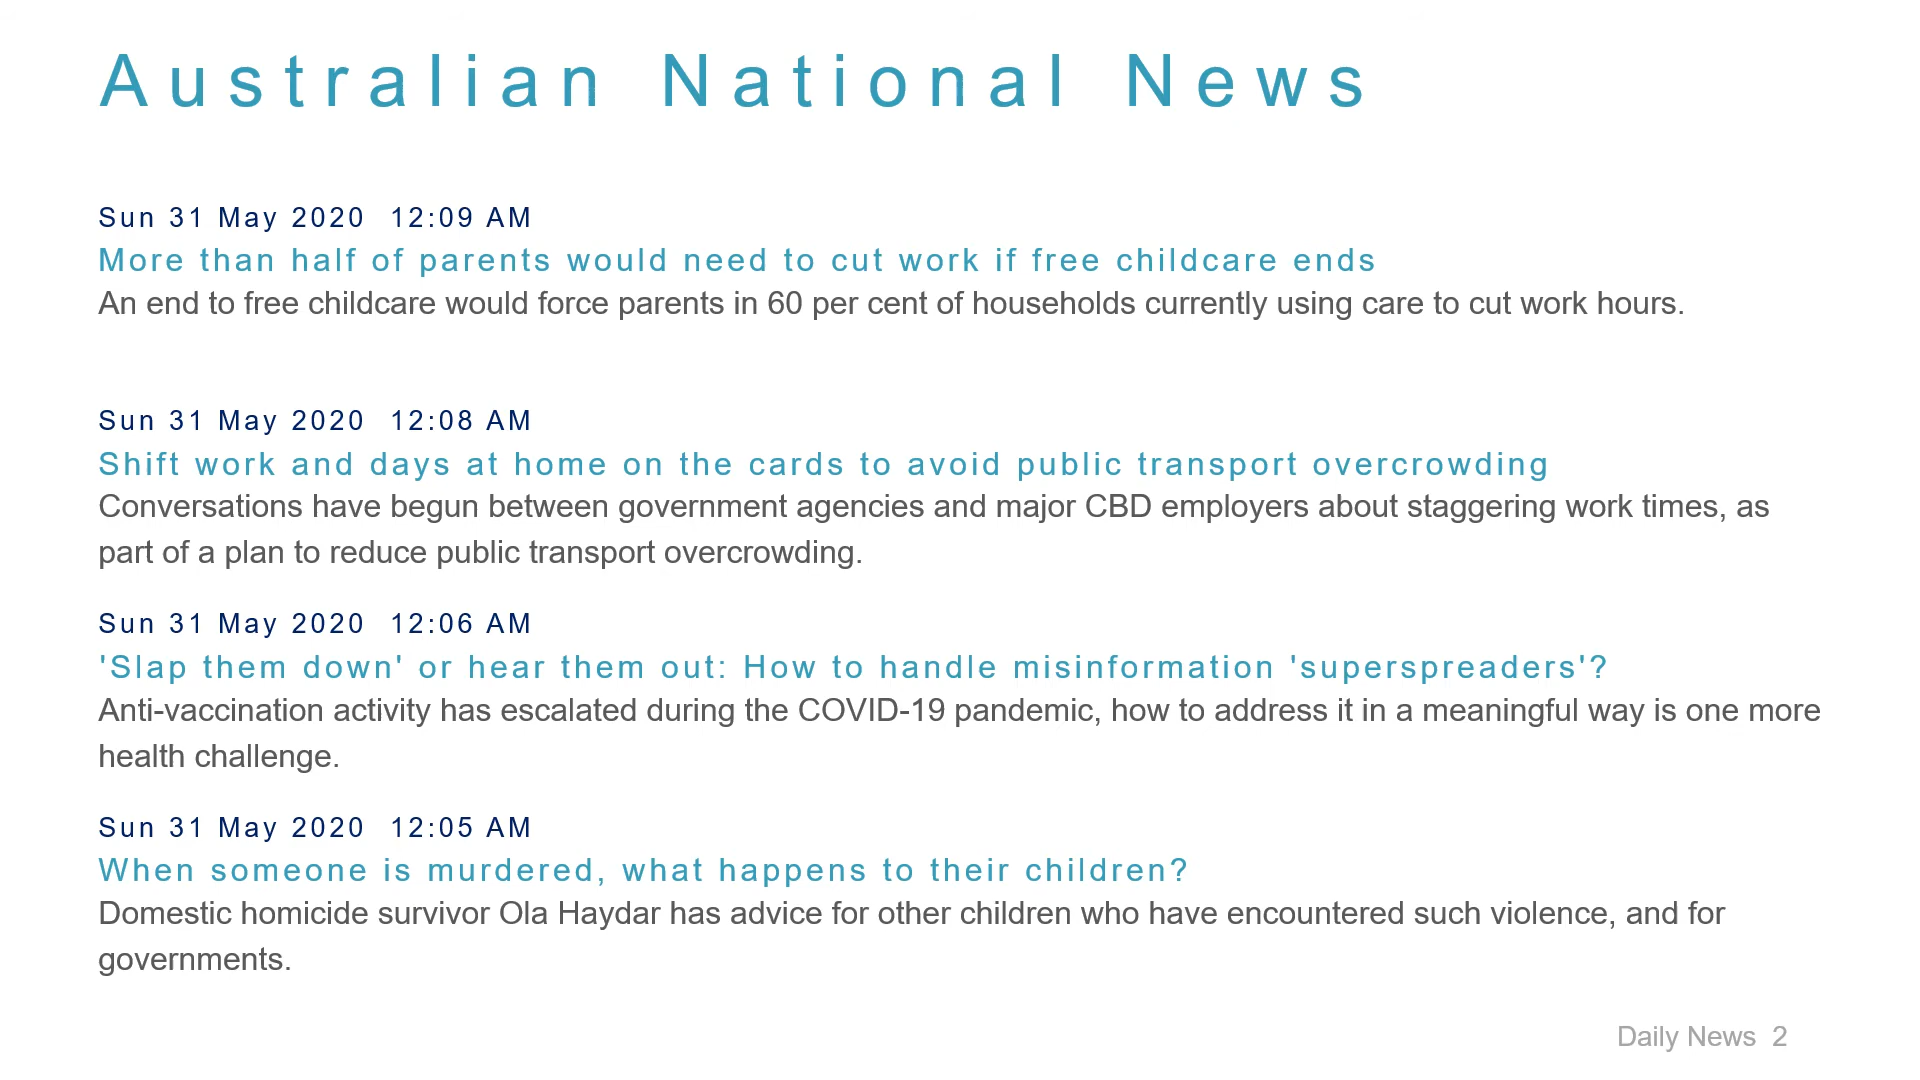 Australian National News
Sun 31 May 2020  12:09 AM
More than half of parents would need to cut work if free childcare ends
An end to free childcare would force parents in 60 per cent of households currently using care to cut work hours.
Sun 31 May 2020  12:08 AM
Shift work and days at home on the cards to avoid public transport overcrowding
Conversations have begun between government agencies and major CBD employers about staggering work times, as
part of a plan to reduce public transport overcrowding.
Sun 31 May 2020  12:06 AM
'Slap them down' or hear them out: How to handle misinformation 'superspreaders'?
Anti-vaccination activity has escalated during the COVID-19 pandemic, how to address it in a meaningful way is one more
health challenge.
Sun 31 May 2020  12:05 AM
When someone is murdered, what happens to their children?
Domestic homicide survivor Ola Haydar has advice for other children who have encountered such violence, and for
governments.
Daily News  2